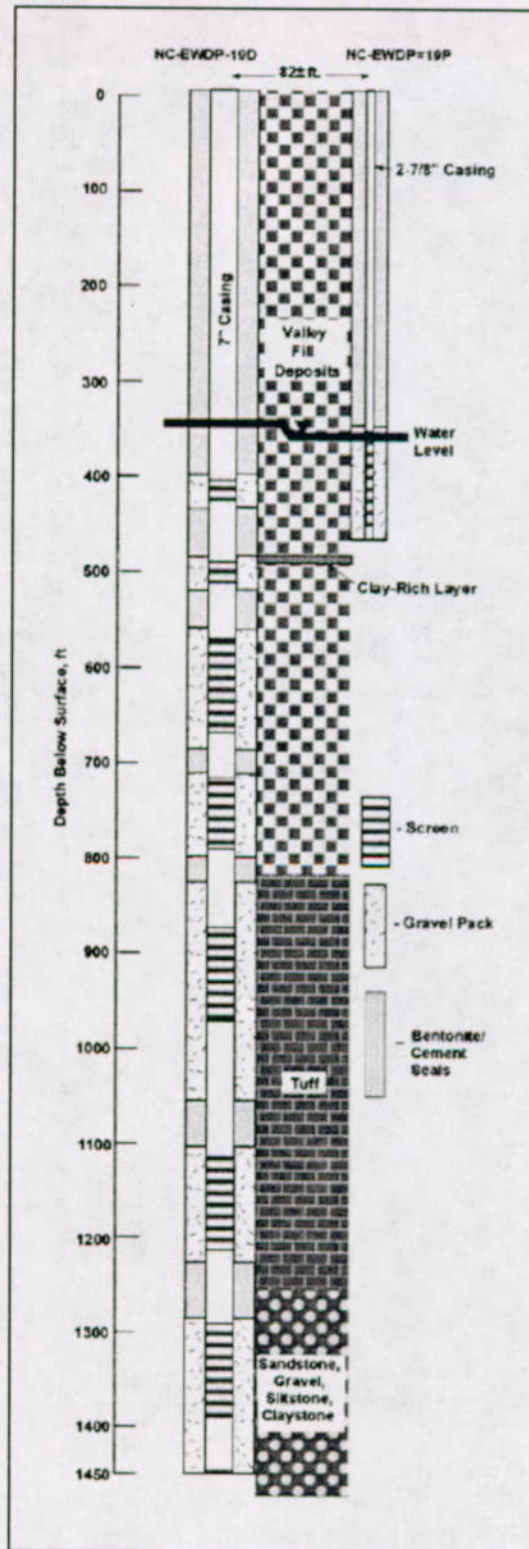 NC-EWDP-19D NC-EWDP=19P
82± ft.
0
100
200
300
400
500
600
700
800
900
1000
1100
1200
1300
1400
1450
Depth Below Surface, ft
7" Casing
2-7/8" Casing
Valley
Fill
Deposits
Water
Level
Clay-Rich Layer
- Screen
- Gravel Pack
Bentonite/
Cement
Seals
Tuff
Sandstone,
Gravel,
Siltstone,
Claystone